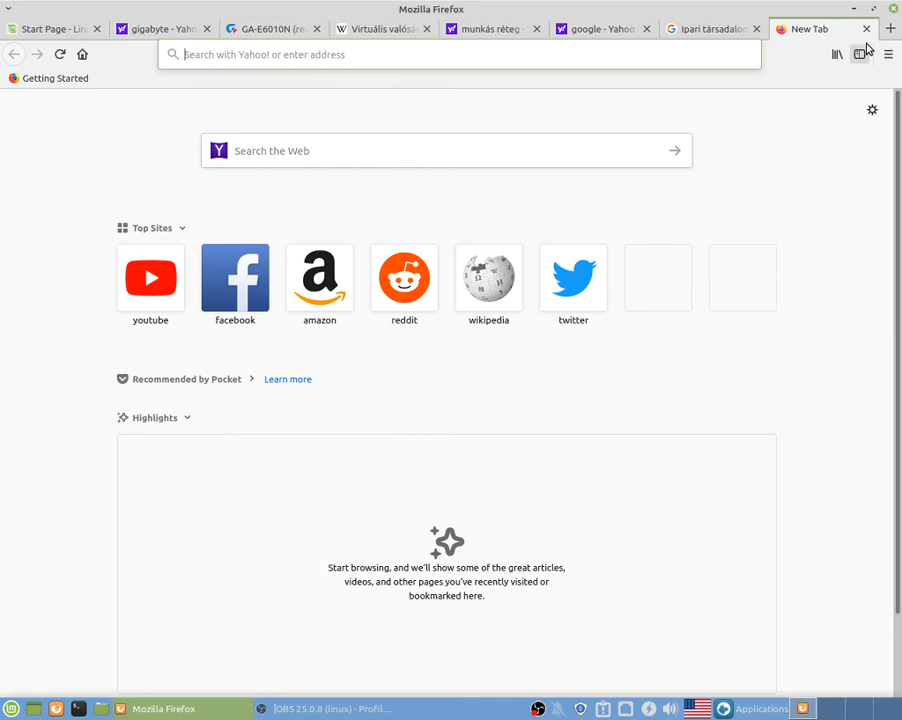 Mozilla Firefox
Start Page - Lin
gigabyte - Yaho
GA-E6010N (re
Virtuális valósá
munkás réteg -
google - Yahoo
Ipari társadalom
New Tab
Search with Yahoo! or enter address
Getting Started
Search the Web
Top Sites
youtube
facebook
amazon
reddit
wikipedia
twitter
Recommended by Pocket
Learn more
Highlights
Start browsing, and we'll show some of the great articles,
videos, and other pages you've recently visited or
bookmarked here.
Mozilla Firefox
[OBS 25.0.8 (linux) - Profil...
Applications